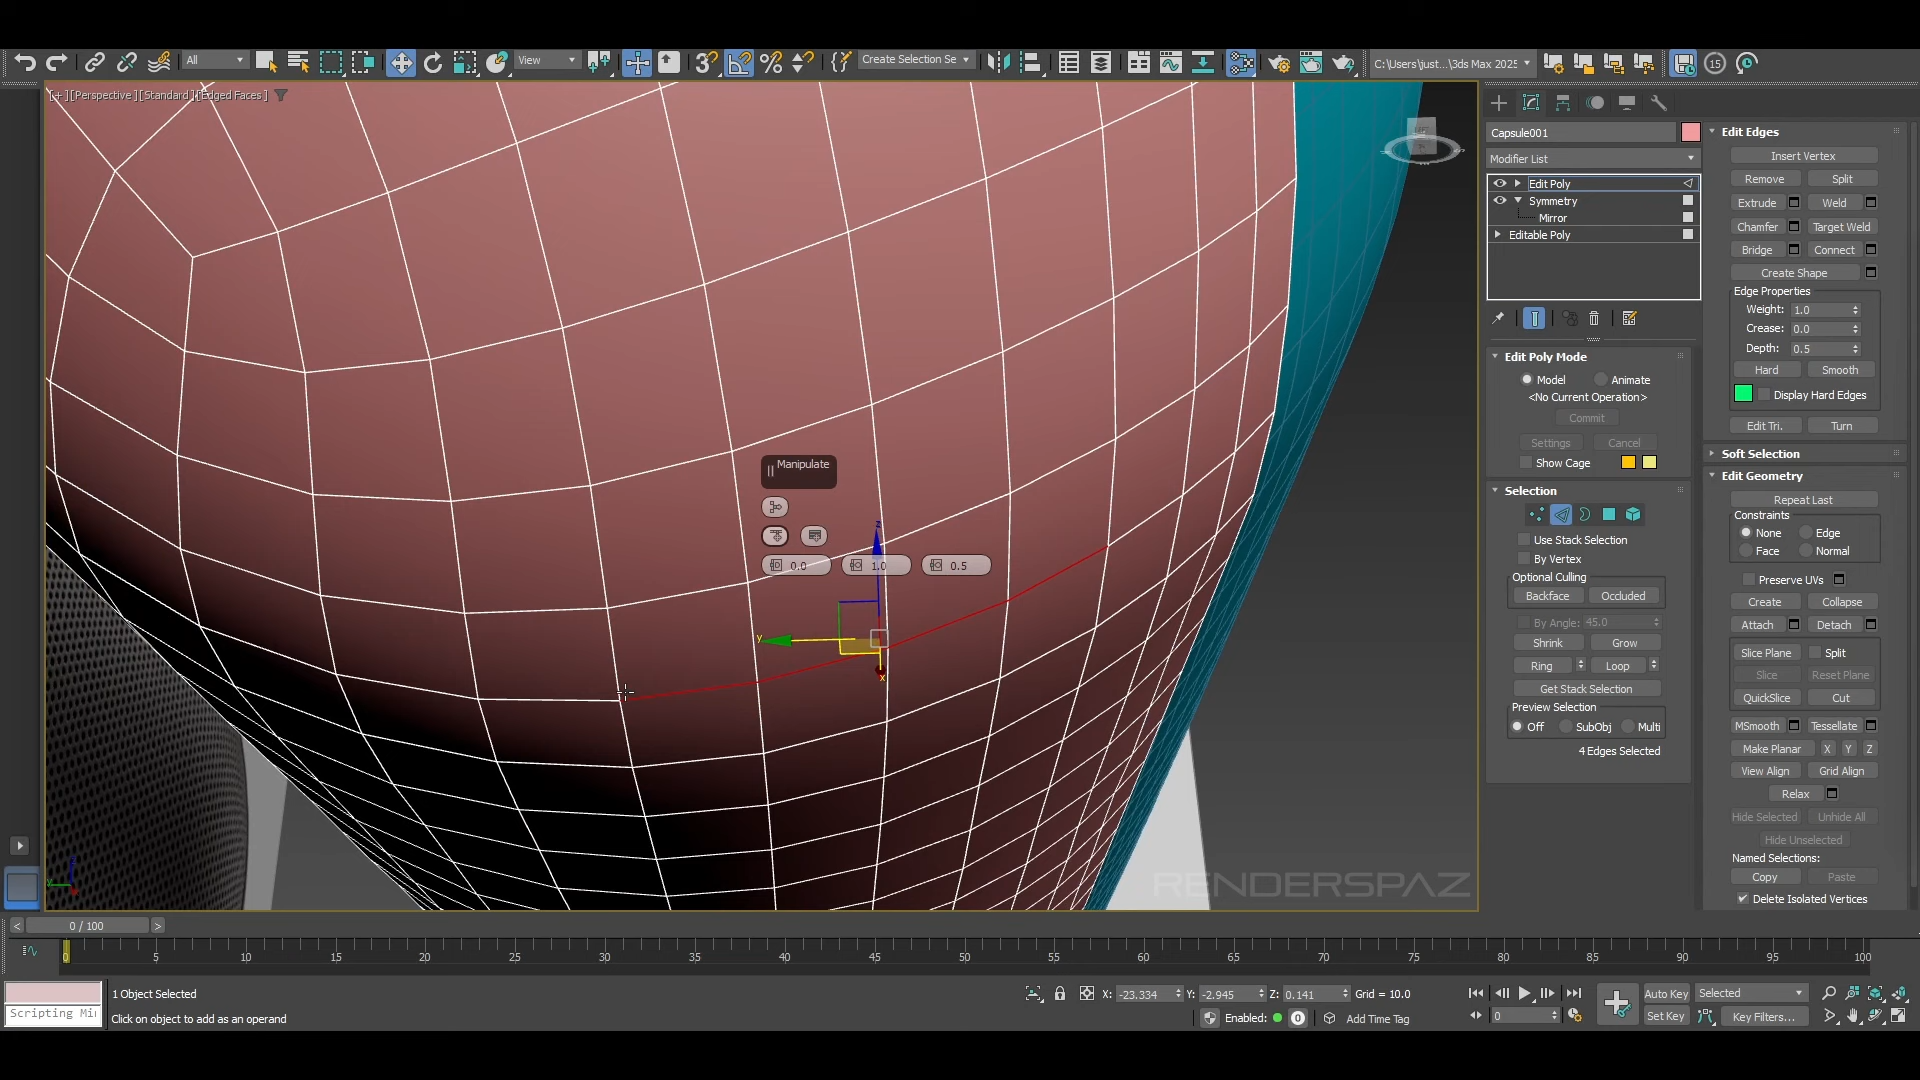 All
View
Create Selection Se
C:\Users\just...\3ds Max 2025
15
[+] [Perspective ] [Standard ] [Edged Faces ]
Capsule001
Modifier List
Edit Poly
Symmetry
Mirror
Editable Poly
Edit Poly Mode
Model
Animate
<No Current Operation>
Commit
Settings
Cancel
Show Cage
Selection
Use Stack Selection
By Vertex
Optional Culling
Backface
Occluded
By Angle: 45.0
Shrink
Grow
Ring
Loop
Get Stack Selection
Preview Selection
Off
SubObj
Multi
4 Edges Selected
Edit Edges
Insert Vertex
Remove
Split
Extrude
Weld
Chamfer
Target Weld
Bridge
Connect
Create Shape
Edge Properties
Weight: 1.0
Crease: 0.0
Depth: 0.5
Hard
Smooth
Display Hard Edges
Edit Tri.
Turn
Soft Selection
Edit Geometry
Repeat Last
Constraints
None
Edge
Face
Normal
Preserve UVs
Create
Collapse
Attach
Detach
Slice Plane
Split
Slice
Reset Plane
QuickSlice
Cut
MSmooth
Tessellate
Make Planar
X
Y
Z
View Align
Grid Align
Relax
Hide Selected
Unhide All
Hide Unselected
Named Selections:
Copy
Paste
Delete Isolated Vertices
Manipulate
0.0
1.0
0.5
z
y
x
RENDERSPAZ
< 0 / 100 >
0 5 10 15 20 25 30 35 40 45 50 55 60 65 70 75 80 85 90 95 100
1 Object Selected
Scripting Mi
Click on object to add as an operand
X: -23.334 Y: -2.945 Z: 0.141 Grid = 10.0
Enabled: 0
Add Time Tag
0
Auto Key
Selected
Set Key
Key Filters...